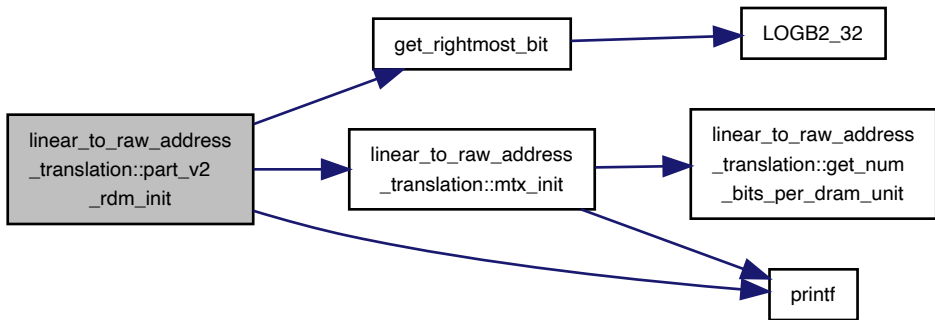 linear_to_raw_address
_translation::part_v2
_rdm_init
get_rightmost_bit
LOGB2_32
linear_to_raw_address
_translation::mtx_init
linear_to_raw_address
_translation::get_num
_bits_per_dram_unit
printf